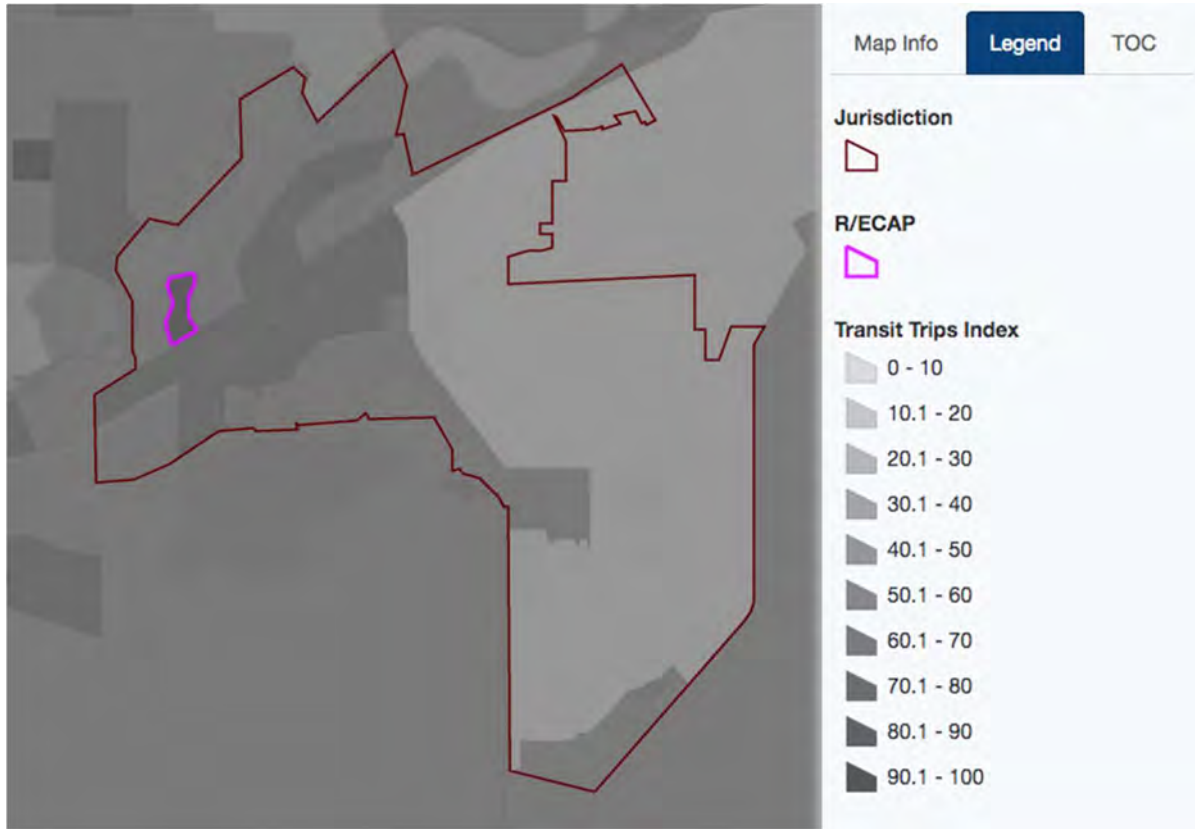 Map Info Legend TOC
Jurisdiction
R/ECAP
Transit Trips Index
0 - 10
10.1 - 20
20.1 - 30
30.1 - 40
40.1 - 50
50.1 - 60
60.1 - 70
70.1 - 80
80.1 - 90
90.1 - 100